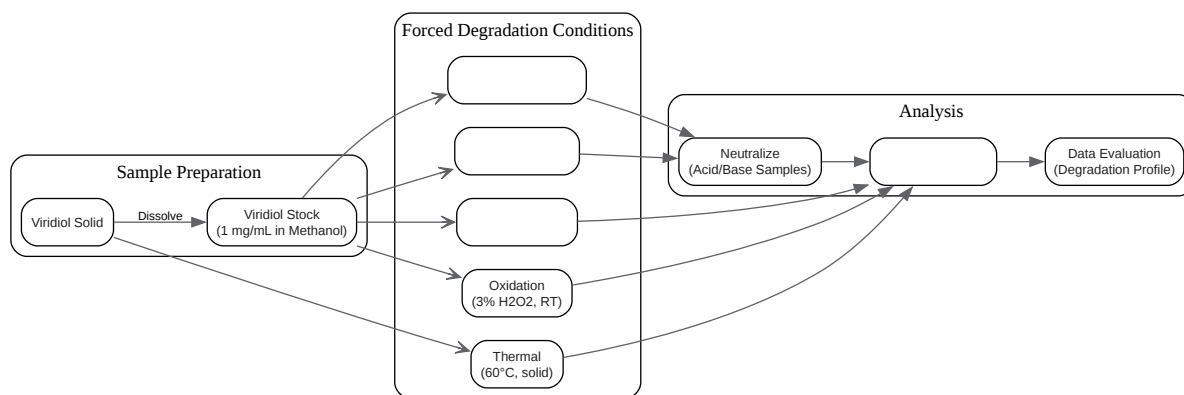 Forced Degradation Conditions
Analysis
Sample Preparation
Neutralize
(Acid/Base Samples)
Data Evaluation
(Degradation Profile)
Viridiol Solid
Dissolve
Viridiol Stock
(1 mg/mL in Methanol)
Oxidation
(3% H2O2, RT)
Thermal
(60°C, solid)